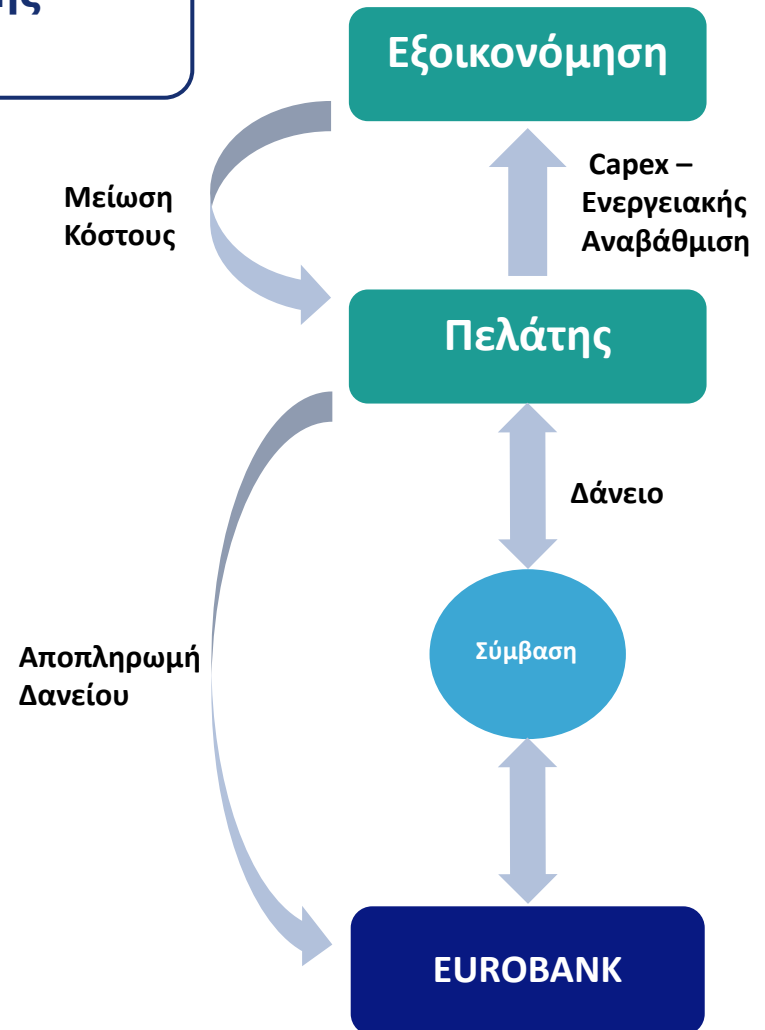 Εξοικονόμηση
Μείωση
Κόστους
Capex –
Ενεργειακής
Αναβάθμιση
Πελάτης
Δάνειο
Σύμβαση
Αποπληρωμή
Δανείου
EUROBANK